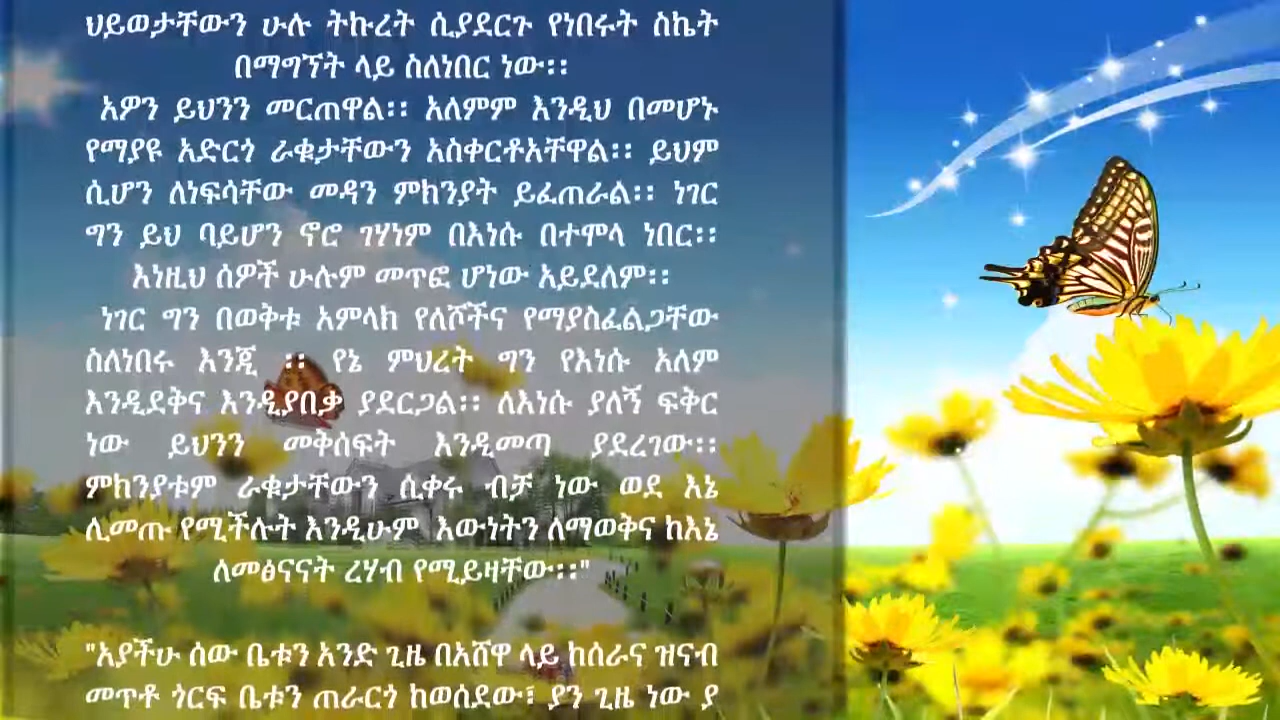 ህይወታቸውን ሁሉ ትኩረት ሲያደርጉ የነበሩት ስኬት
በማግኘት ላይ ስለነበር ነው፡፡
አዎን ይህንን መርጠዋል፡፡ አለምም እንዲህ በመሆኑ
የማያዩ አድርጎ ራቁታቸውን አስቀርቶአቸዋል፡፡ ይህም
ሲሆን ለነፍሳቸው መዳን ምክንያት ይፈጠራል፡፡ ነገር
ግን ይህ ባይሆን ኖሮ ገሃነም በእነሱ በተሞላ ነበር፡፡
እነዚህ ሰዎች ሁሉም መጥፎ ሆነው አይደለም፡፡
ነገር ግን በወቅቱ አምላክ የለሾችና የማያስፈልጋቸው
ስለነበሩ እንጂ ፡፡ የኔ ምህረት ግን የእነሱ አለም
እንዲደቅና እንዲያበቃ ያደርጋል፡፡ ለእነሱ ያለኝ ፍቅር
ነው ይህንን መቅሰፍት እንዲመጣ ያደረገው፡፡
ምክንያቱም ራቁታቸውን ሲቀሩ ብቻ ነው ወደ እኔ
ሊመጡ የሚችሉት እንዲሁም እውነትን ለማወቅና ከእኔ
ለመፅናናት ረሃብ የሚይዛቸው፡፡"
"አያችሁ ሰው ቤቱን አንድ ጊዜ በአሸዋ ላይ ከሰራና ዝናብ
መጥቶ ጎርፍ ቤቱን ጠራርጎ ከወሰደው፣ ያን ጊዜ ነው ያ